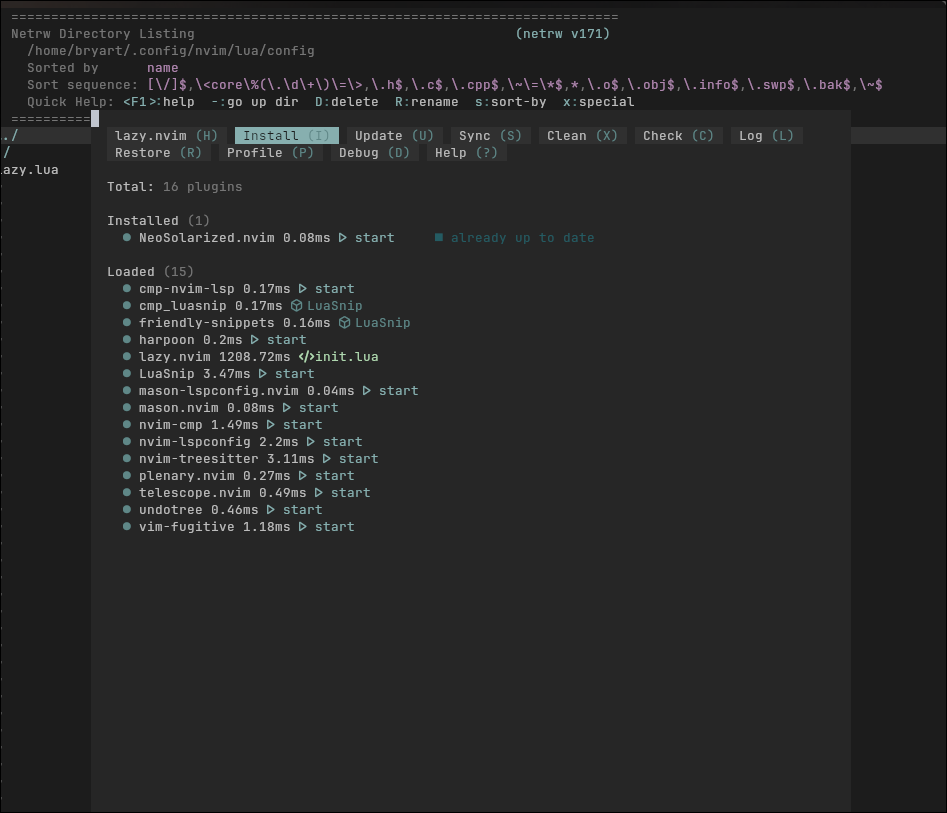 ============================================================================
Netrw Directory Listing (netrw v171)
/home/bryart/.config/nvim/lua/config
Sorted by name
Sort sequence: [\/]$,\<core\%(\.\d\+\)\=\>,\.h$,\.c$,\.cpp$,\~\=\*$,*,\.o$,\.obj$,\.info$,\.swp$,\.bak$,\~$
Quick Help: <F1>:help -:go up dir D:delete R:rename s:sort-by x:special
==========
./
/
azy.lua
lazy.nvim (H) Install (I) Update (U) Sync (S) Clean (X) Check (C) Log (L)
Restore (R) Profile (P) Debug (D) Help (?)
Total: 16 plugins
Installed (1)
● NeoSolarized.nvim 0.08ms ▷ start ■ already up to date
Loaded (15)
● cmp-nvim-lsp 0.17ms ▷ start
● cmp_luasnip 0.17ms LuaSnip
● friendly-snippets 0.16ms LuaSnip
● harpoon 0.2ms ▷ start
● lazy.nvim 1208.72ms </>init.lua
● LuaSnip 3.47ms ▷ start
● mason-lspconfig.nvim 0.04ms ▷ start
● mason.nvim 0.08ms ▷ start
● nvim-cmp 1.49ms ▷ start
● nvim-lspconfig 2.2ms ▷ start
● nvim-treesitter 3.11ms ▷ start
● plenary.nvim 0.27ms ▷ start
● telescope.nvim 0.49ms ▷ start
● undotree 0.46ms ▷ start
● vim-fugitive 1.18ms ▷ start